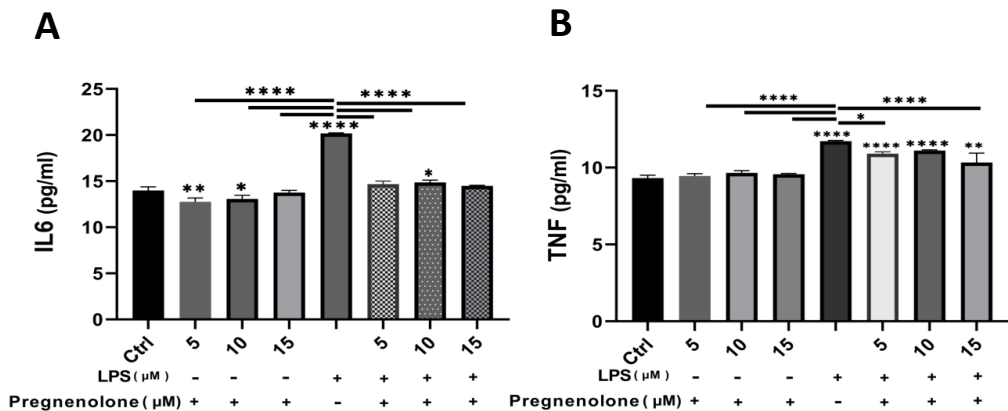 A
IL6 (pg/ml)
25
20
15
10
5
0
**** ****
****
** * *
Ctrl 5 10 15 5 10 15
LPS( µM) - - - + + + +
Pregnenolone( µM) + + + - + + +
B
TNF (pg/ml)
15
10
5
0
**** ****
*
**** **** **** **
Ctrl 5 10 15 5 10 15
LPS( µM) - - - + + + +
Pregnenolone( µM) + + + - + + +